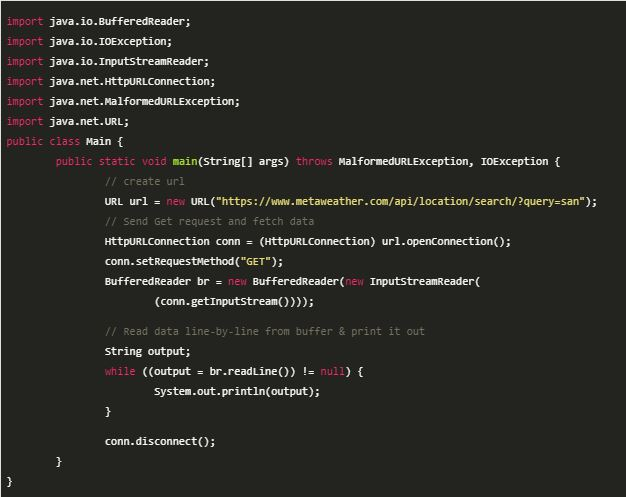 import java.io.BufferedReader;
import java.io.IOException;
import java.io.InputStreamReader;
import java.net.HttpURLConnection;
import java.net.MalformedURLException;
import java.net.URL;
public class Main {
        public static void main(String[] args) throws MalformedURLException, IOException {
                // create url
                URL url = new URL("https://www.metaweather.com/api/location/search/?query=san");
                // Send Get request and fetch data
                HttpURLConnection conn = (HttpURLConnection) url.openConnection();
                conn.setRequestMethod("GET");
                BufferedReader br = new BufferedReader(new InputStreamReader(
                        (conn.getInputStream())));
                // Read data line-by-line from buffer & print it out
                String output;
                while ((output = br.readLine()) != null) {
                        System.out.println(output);
                }
                conn.disconnect();
        }
}